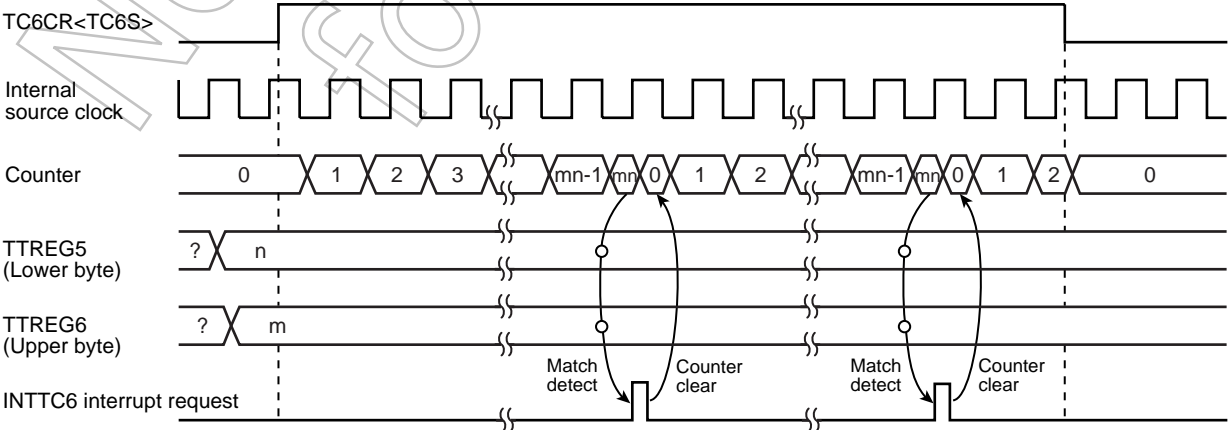 TC6CR<TC6S>
Internal
source clock
Counter
0 1 2 3 mn-1 mn 0 1 2 mn-1 mn 0 1 2 0
TTREG5
(Lower byte)
? n
TTREG6
(Upper byte)
? m
Match
detect
Counter
clear
Match
detect
Counter
clear
INTTC6 interrupt request